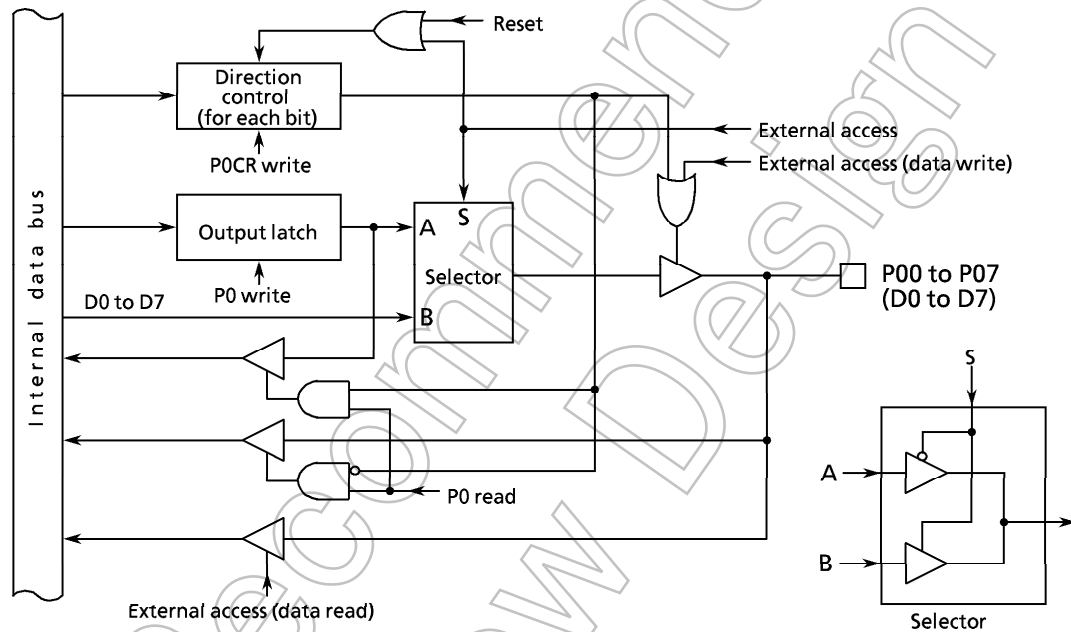 Reset
Direction
control
(for each bit)
External access
P0CR write
External access (data write)
S
A
Output latch
Selector
P00 to P07
(D0 to D7)
P0 write
D0 to D7
B
Internal data bus
S
A
P0 read
B
External access (data read)
Selector
ecommen
w Design